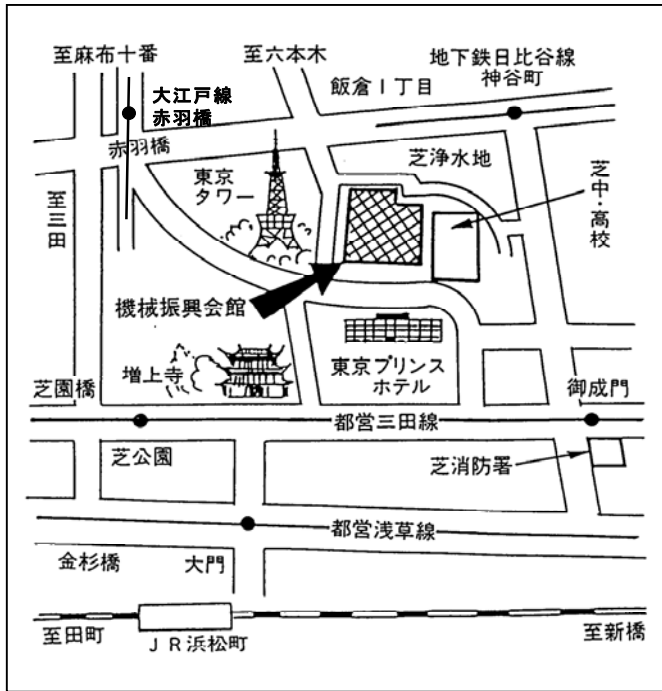 至麻布十番
至六本木
地下鉄日比谷線
神谷町
飯倉1丁目
大江戸線
赤羽橋
赤羽橋
芝浄水地
東京
タワー
芝中・高校
至三田
機械振興会館
増上寺
東京プリンス
ホテル
芝園橋
御成門
都営三田線
芝公園
芝消防署
都営浅草線
金杉橋
大門
至田町
JR浜松町
至新橋